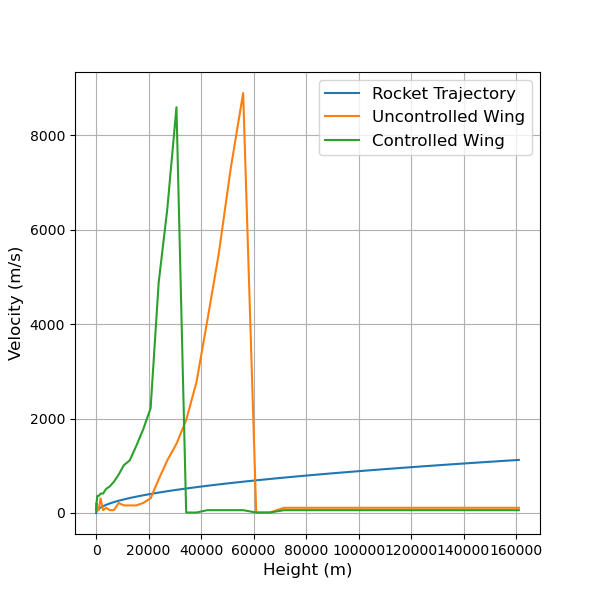 Rocket Trajectory
Uncontrolled Wing
Controlled Wing
8000
6000
4000
2000
0
Velocity (m/s)
0 20000 40000 60000 80000 100000 120000 140000 160000
Height (m)